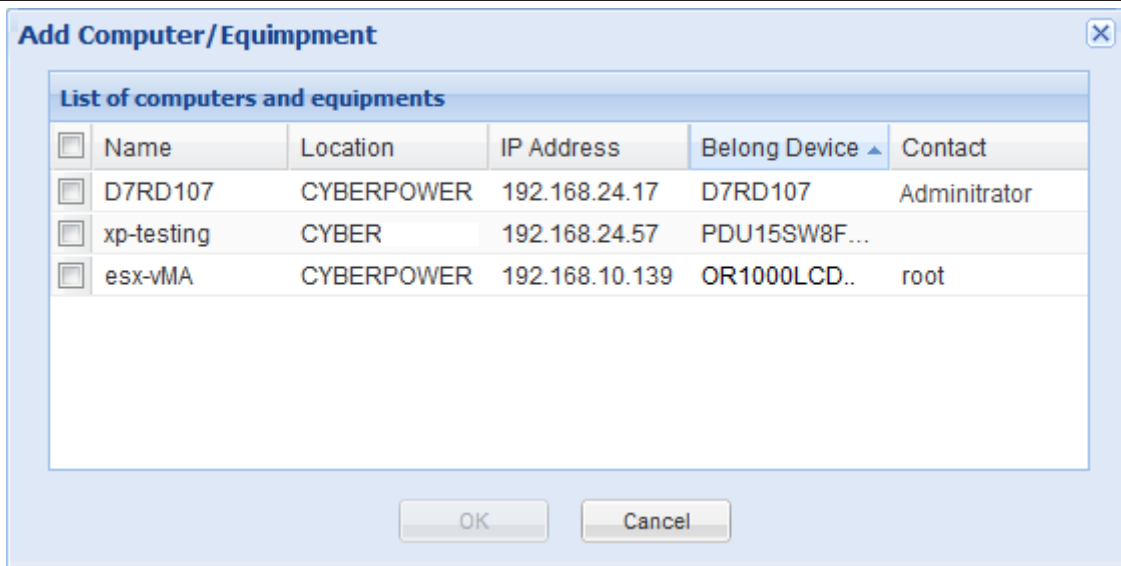 Add Computer/Equimpment
List of computers and equipments
Name Location IP Address Belong Device Contact
D7RD107 CYBERPOWER 192.168.24.17 D7RD107 Adminitrator
xp-testing CYBER 192.168.24.57 PDU15SW8F...
esx-vMA CYBERPOWER 192.168.10.139 OR1000LCD.. root
OK Cancel